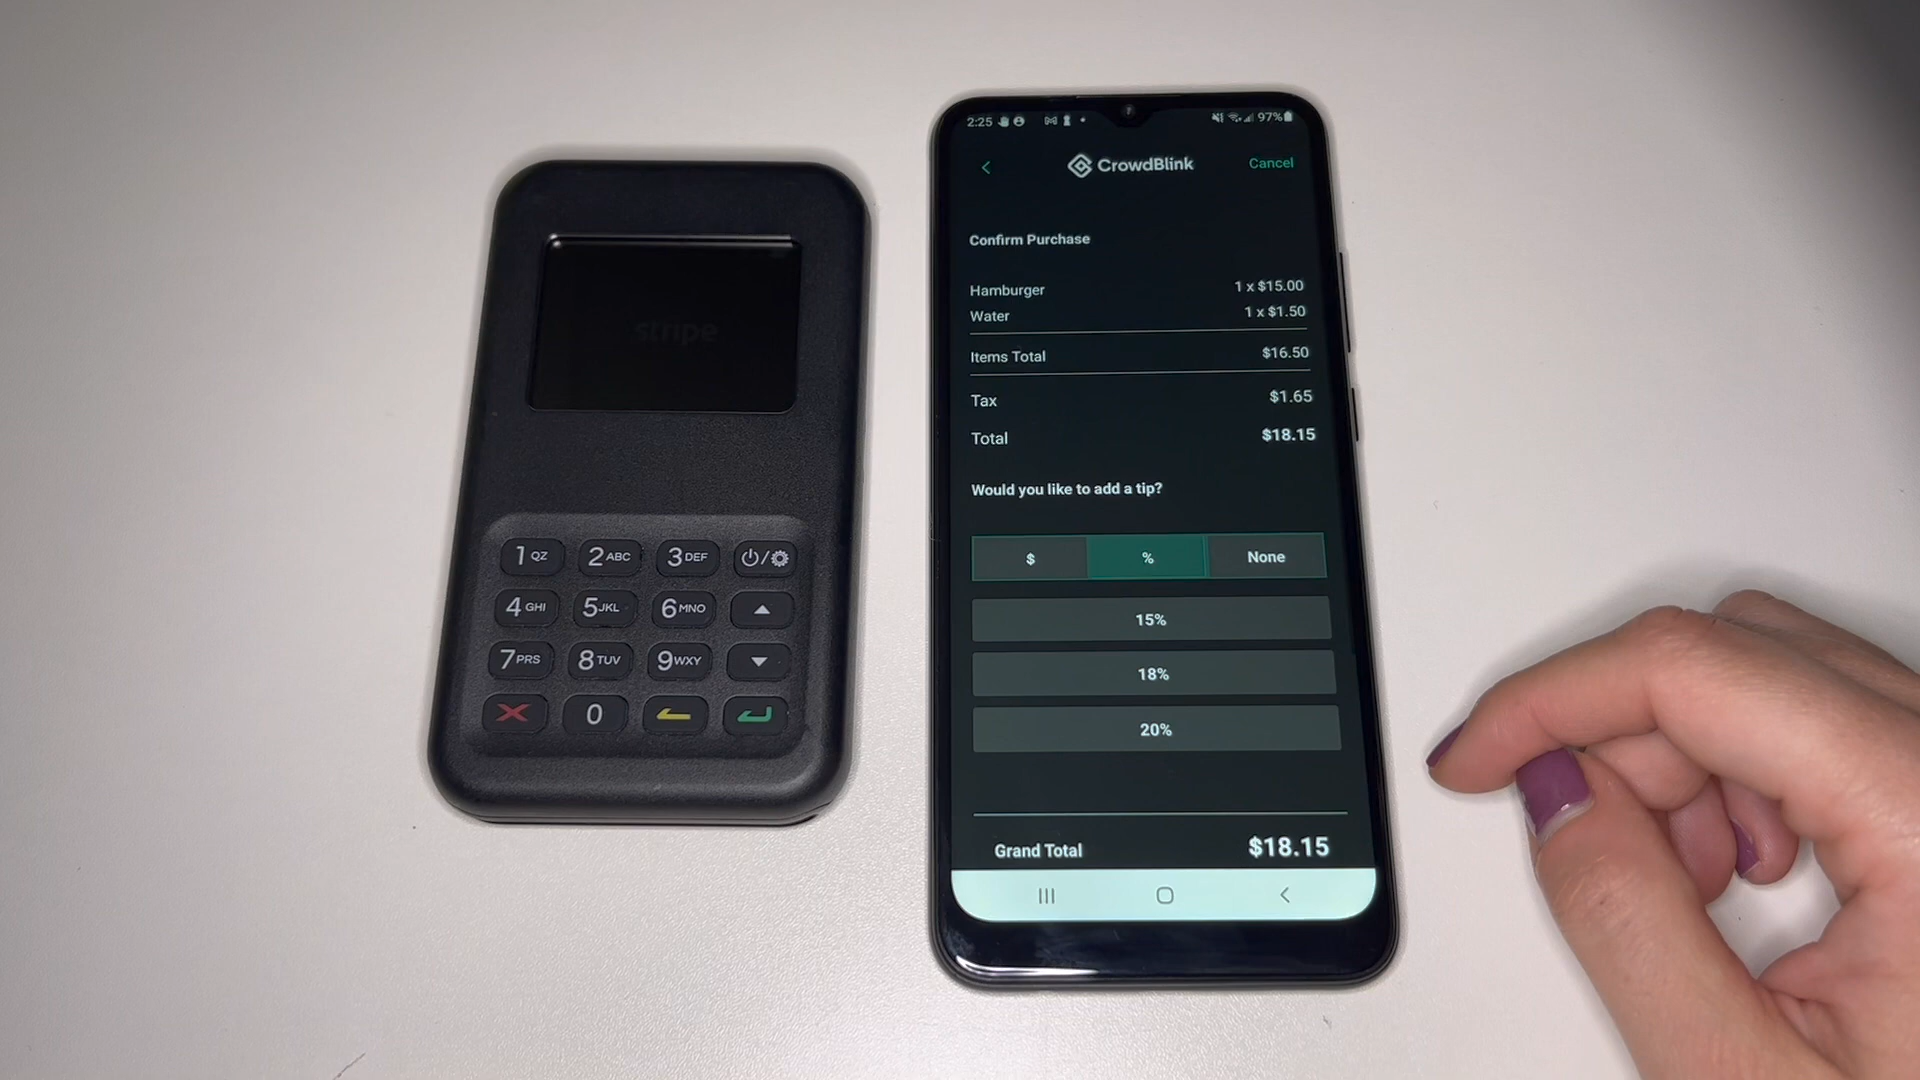 stripe
1 QZ 2 ABC 3 DEF
4 GHI 5 JKL 6 MNO
7 PRS 8 TUV 9 WXY
0
2:25 97%
CrowdBlink Cancel
Confirm Purchase
Hamburger 1 x $15.00
Water 1 x $1.50
Items Total $16.50
Tax $1.65
Total $18.15
Would you like to add a tip?
$ % None
15%
18%
20%
Grand Total $18.15